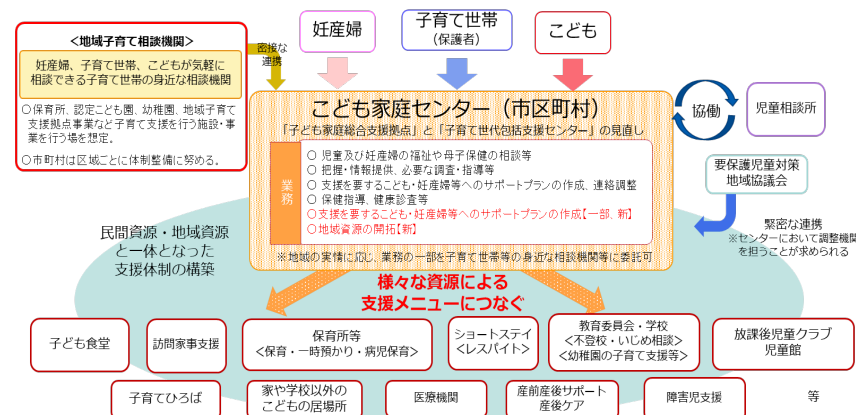 <地域子育て相談機関>
妊産婦、子育て世帯、こどもが気軽に
相談できる子育て世帯の身近な相談機関
○保育所、認定こども園、幼稚園、地域子育て
支援拠点事業など子育て支援を行う施設・事
業を行う場を想定。
○市町村は区域ごとに体制整備に努める。
密接な
連携
妊産婦
子育て世帯
(保護者)
こども
こども家庭センター(市区町村)
「子ども家庭総合支援拠点」と「子育て世代包括支援センター」の見直し
業務
○ 児童及び妊産婦の福祉や母子保健の相談等
○ 把握・情報提供、必要な調査・指導等
○ 支援を要するこども・妊産婦等へのサポートプランの作成、連絡調整
○ 保健指導、健康診査等
○支援を要するこども・妊産婦等へのサポートプランの作成【一部、新】
○地域資源の開拓【新】
※地域の実情に応じ、業務の一部を子育て世帯等の身近な相談機関等に委託可
協働
児童相談所
要保護児童対策
地域協議会
緊密な連携
※センターにおいて調整機関
を担うことが求められる
民間資源・地域資源
と一体となった
支援体制の構築
様々な資源による
支援メニューにつなぐ
子ども食堂
訪問家事支援
保育所等
<保育・一時預かり・病児保育>
ショートステイ
<レスパイト>
教育委員会・学校
<不登校・いじめ相談>
<幼稚園の子育て支援等>
放課後児童クラブ
児童館
子育てひろば
家や学校以外の
こどもの居場所
医療機関
産前産後サポート
産後ケア
障害児支援
等